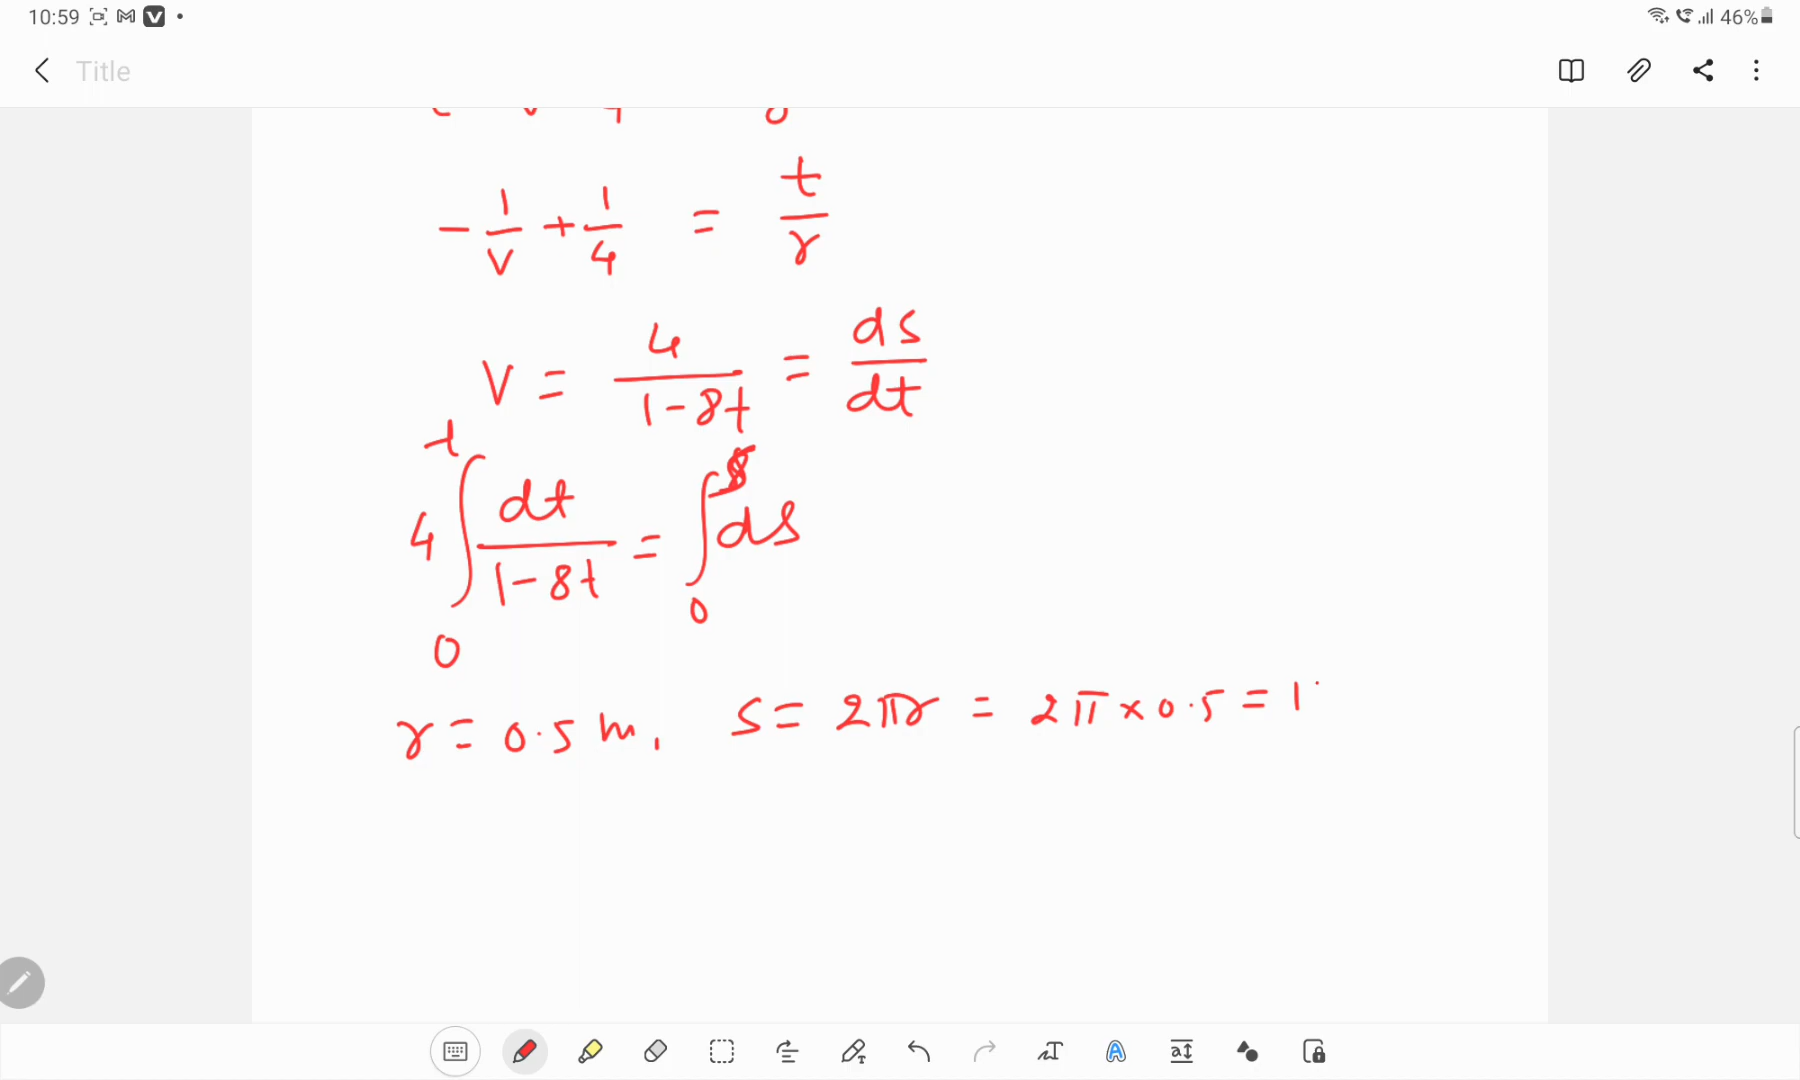 10:59
46%
Title
- 1/v + 1/4 = t/r
V = 4/(1-8t) = ds/dt
4 ∫₀ᵗ dt/(1-8t) = ∫₀ ds
r = 0.5 m, S = 2πr = 2π × 0.5 = 1